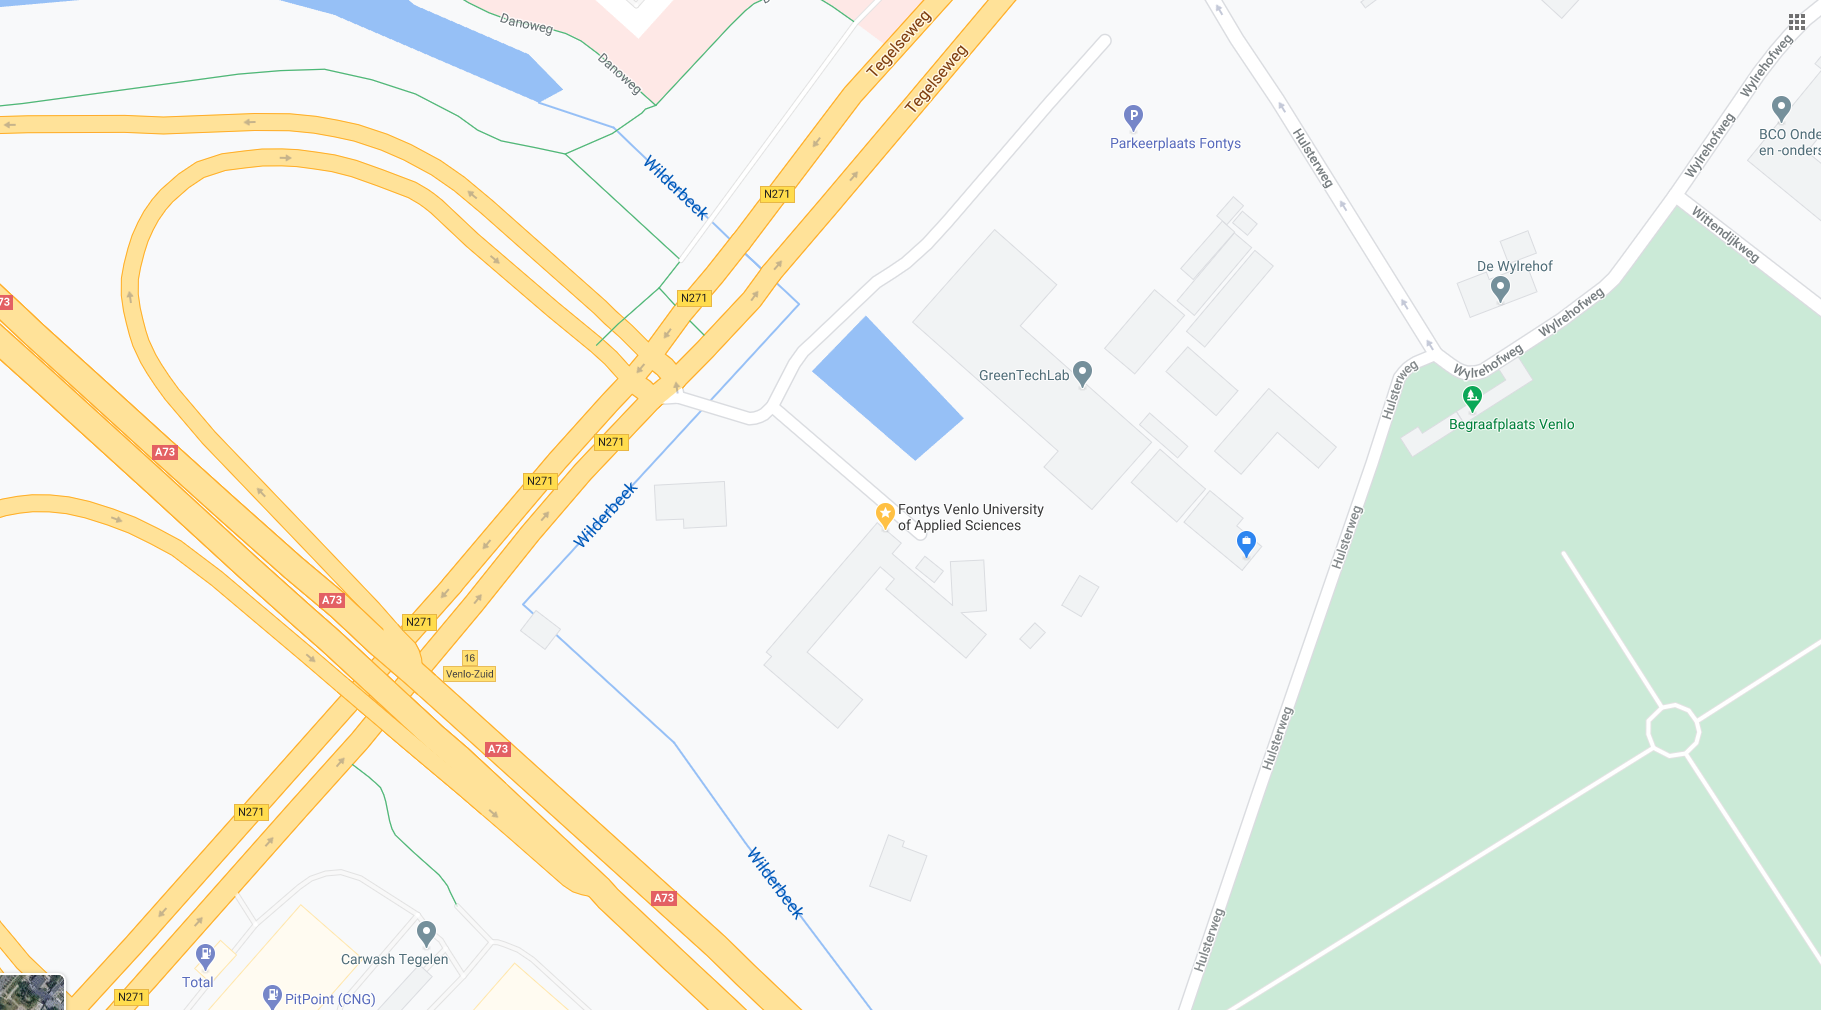 Danoweg
Danoweg
Tegelseweg
Tegelseweg
Wylrehofweg
Wylrehofweg
Parkeerplaats Fontys
P
Hulsterweg
BCO Onde
en -onders
Wilderbeek
N271
Wittendijkweg
De Wylrehof
N271
73
Wylrehofweg
Wylrehofweg
GreenTechLab
Hulsterweg
Begraafplaats Venlo
N271
A73
N271
Wilderbeek
Fontys Venlo University
of Applied Sciences
Hulsterweg
A73
N271
16
Venlo-Zuid
Hulsterweg
A73
N271
Wilderbeek
A73
Hulsterweg
Carwash Tegelen
Total
N271
PitPoint (CNG)